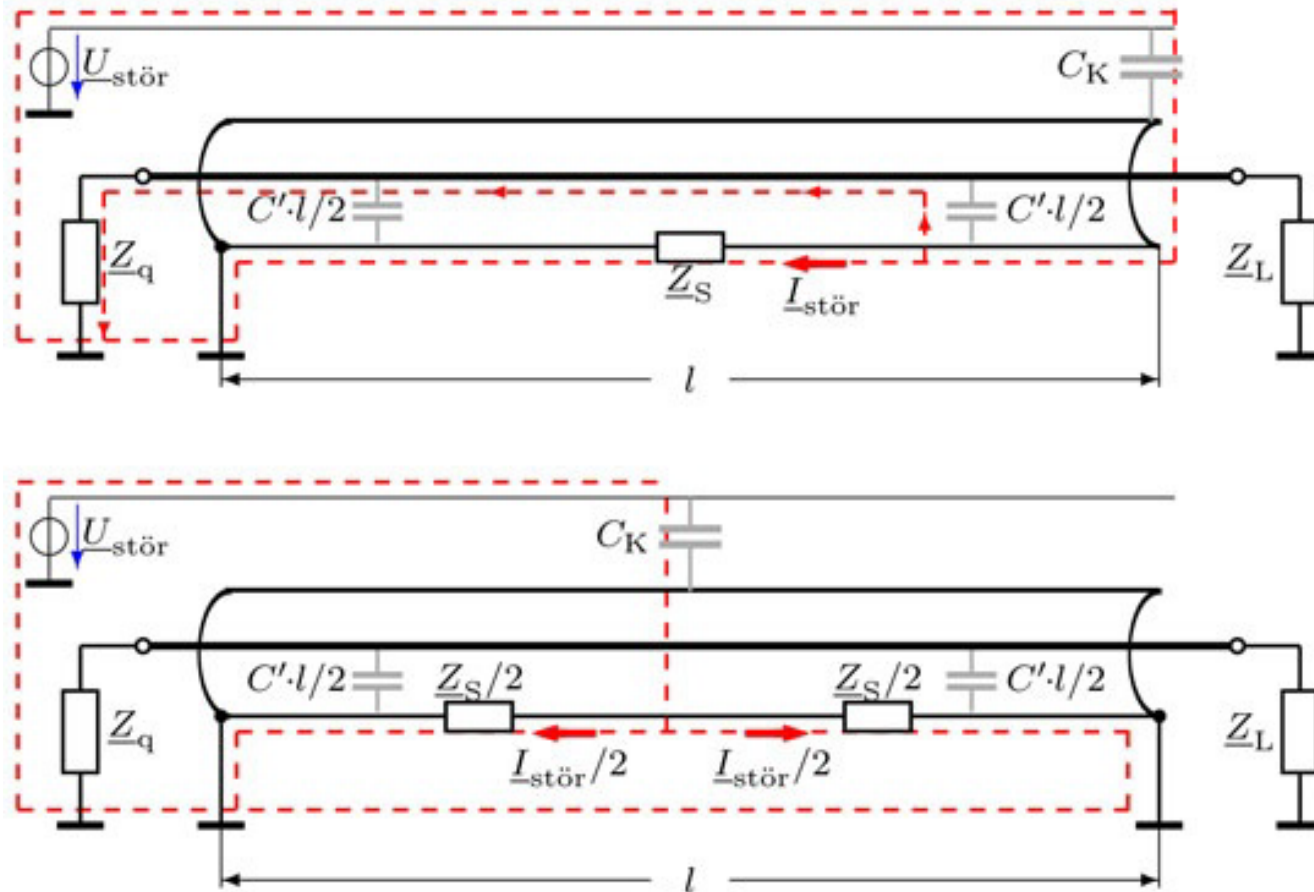 U_stör
C_K
C'·l/2
C'·l/2
Z_q
Z_S
I_stör
Z_L
l
U_stör
C_K
C'·l/2
Z_S/2
Z_S/2
C'·l/2
Z_q
I_stör/2
I_stör/2
Z_L
l